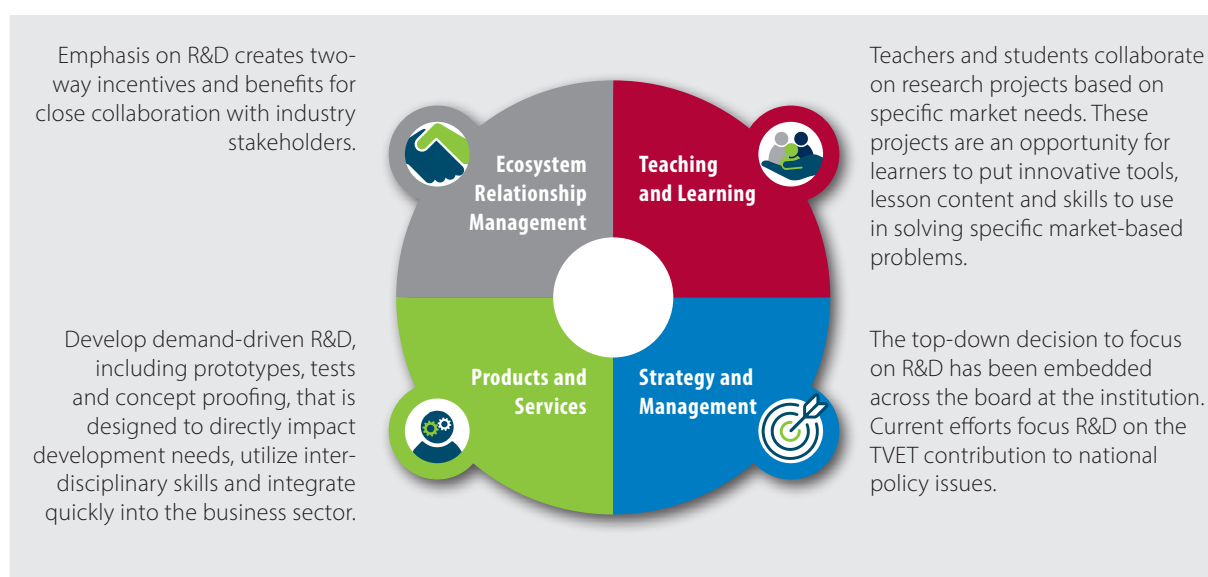 Emphasis on R&D creates two-
way incentives and benefits for
close collaboration with industry
stakeholders.
Ecosystem
Relationship
Management
Teaching
and Learning
Teachers and students collaborate
on research projects based on
specific market needs. These
projects are an opportunity for
learners to put innovative tools,
lesson content and skills to use
in solving specific market-based
problems.
Develop demand-driven R&D,
including prototypes, tests
and concept proofing, that is
designed to directly impact
development needs, utilize inter-
disciplinary skills and integrate
quickly into the business sector.
Products and
Services
Strategy and
Management
The top-down decision to focus
on R&D has been embedded
across the board at the institution.
Current efforts focus R&D on the
TVET contribution to national
policy issues.